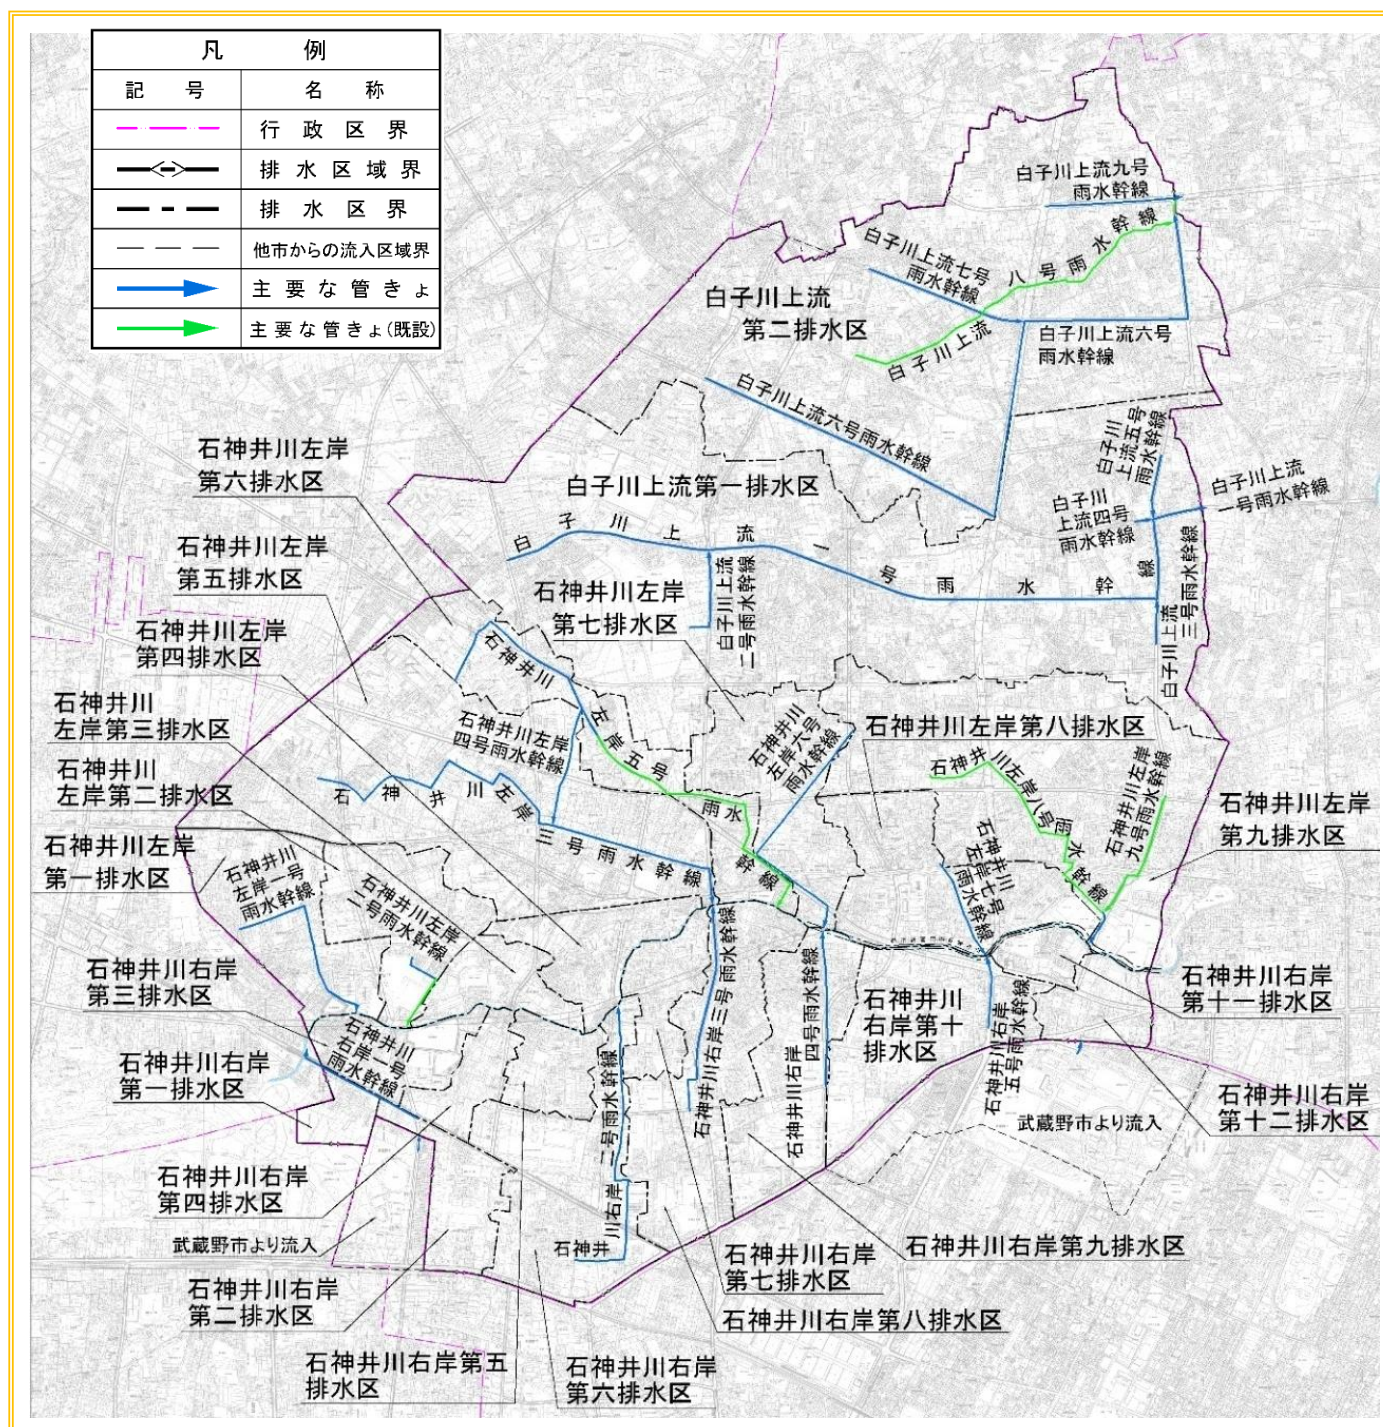 凡例
記号 名称
行政区界
排水区域界
排水区界
他市からの流入区域界
主要な管きょ
主要な管きょ(既設)
白子川上流九号
雨水幹線
白子川上流七号
雨水幹線
白子川上流八号雨水幹線
白子川上流
第二排水区
白子川上流六号
雨水幹線
白子川上流六号雨水幹線
白子川
上流五号
雨水幹線
白子川上流
一号雨水幹線
白子川
上流四号
雨水幹線
白子川上流
三号雨水幹線
白子川上流第一排水区
白子川上流一号雨水幹線
白子川上流
二号雨水幹線
石神井川左岸
第六排水区
石神井川左岸
第五排水区
石神井川左岸
第七排水区
石神井川左岸
第四排水区
石神井川
左岸第三排水区
石神井川
左岸第二排水区
石神井川左岸
第一排水区
石神井川左岸五号雨水幹線
石神井川左岸
四号雨水幹線
石神井川左岸三号雨水幹線
石神井川
左岸六号
雨水幹線
石神井川左岸第八排水区
石神井川左岸八号雨水幹線
石神井川左岸
九号雨水幹線
石神井川左岸
第九排水区
石神井川
左岸七号
雨水幹線
石神井川
左岸一号
雨水幹線
石神井川左岸
二号雨水幹線
石神井川右岸
第三排水区
石神井川
右岸一号
雨水幹線
石神井川右岸
第一排水区
石神井川右岸二号雨水幹線
石神井川右岸三号雨水幹線
石神井川右岸
四号雨水幹線
石神井川
右岸第十
排水区
石神井川右岸
五号雨水幹線
石神井川右岸
第十一排水区
石神井川右岸
第十二排水区
武蔵野市より流入
石神井川右岸
第四排水区
武蔵野市より流入
石神井川右岸
第二排水区
石神井川右岸第五
排水区
石神井川右岸
第六排水区
石神井川右岸
第七排水区
石神井川右岸第八排水区
石神井川右岸第九排水区